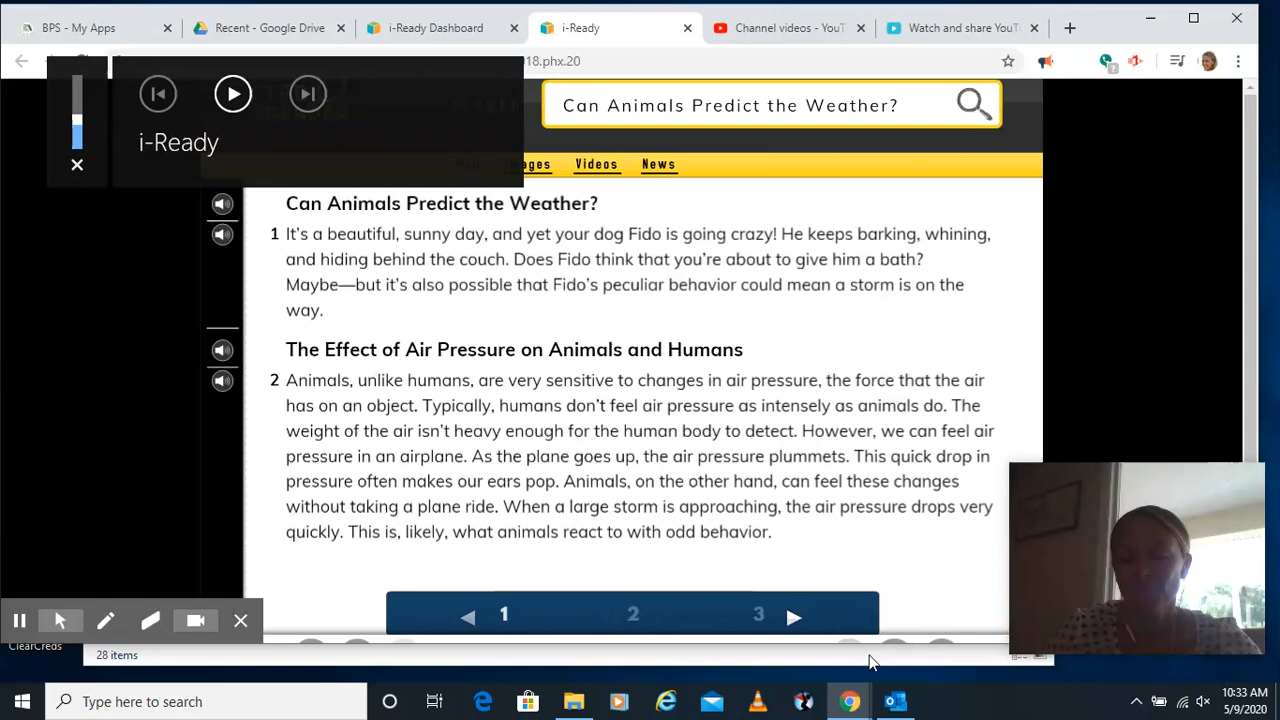 BPS - My Apps
Recent - Google Drive
i-Ready Dashboard
i-Ready
Channel videos - YouT
Watch and share YouT
018.phx.20
i-Ready
Can Animals Predict the Weather?
ages Videos News
Can Animals Predict the Weather?
1 It's a beautiful, sunny day, and yet your dog Fido is going crazy! He keeps barking, whining,
and hiding behind the couch. Does Fido think that you're about to give him a bath?
Maybe—but it's also possible that Fido's peculiar behavior could mean a storm is on the
way.
The Effect of Air Pressure on Animals and Humans
2 Animals, unlike humans, are very sensitive to changes in air pressure, the force that the air
has on an object. Typically, humans don't feel air pressure as intensely as animals do. The
weight of the air isn't heavy enough for the human body to detect. However, we can feel air
pressure in an airplane. As the plane goes up, the air pressure plummets. This quick drop in
pressure often makes our ears pop. Animals, on the other hand, can feel these changes
without taking a plane ride. When a large storm is approaching, the air pressure drops very
quickly. This is, likely, what animals react to with odd behavior.
1 2 3
ClearCreds
28 items
Type here to search
10:33 AM
5/9/2020